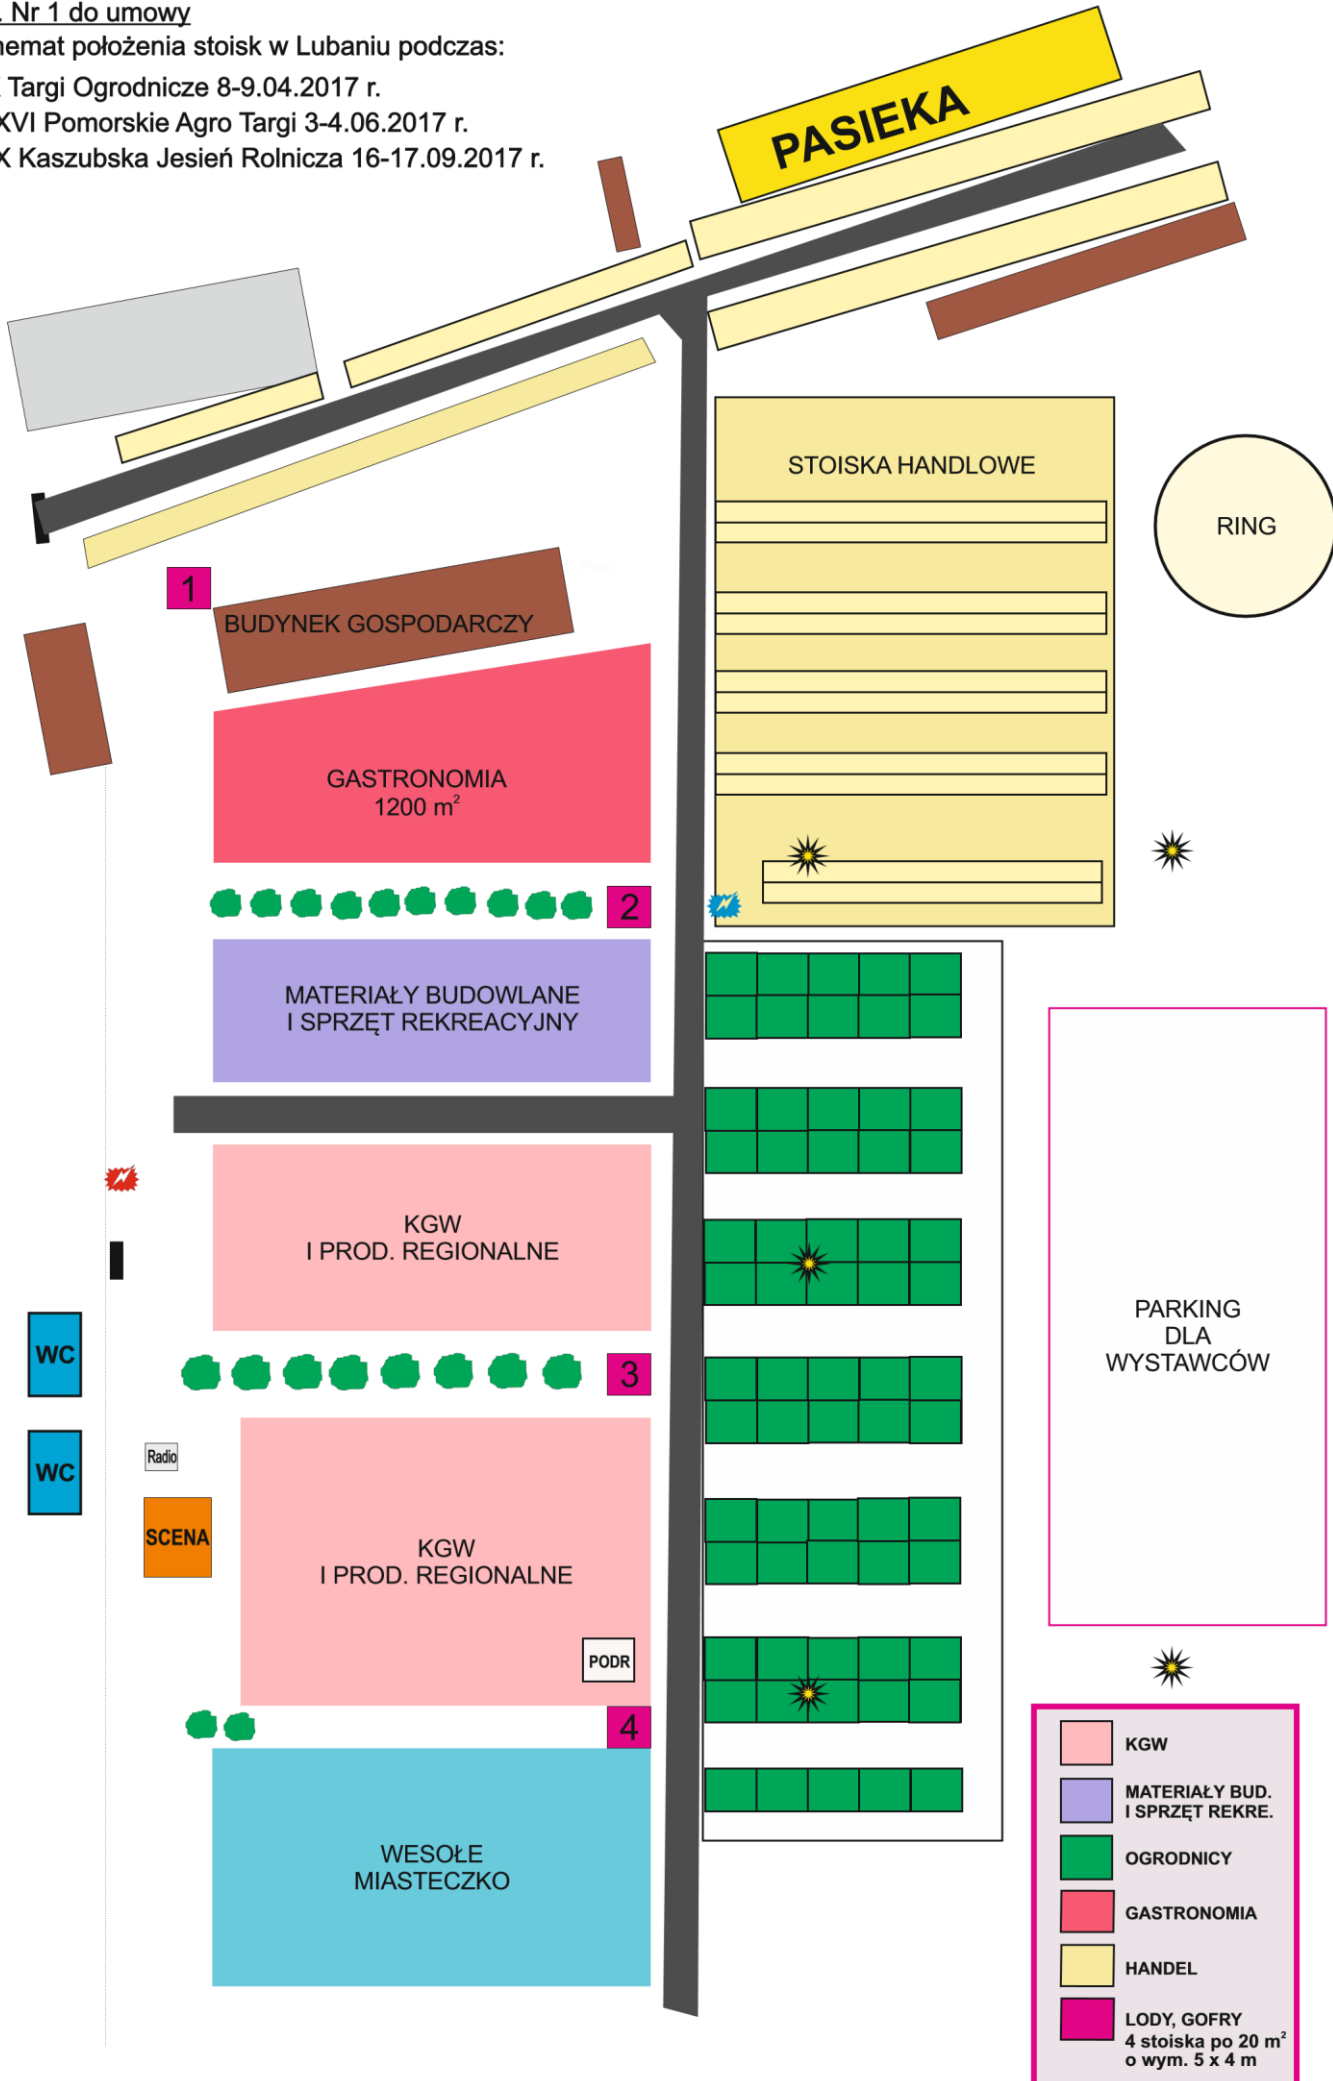 . Nr 1 do umowy
hemat położenia stoisk w Lubaniu podczas:
Targi Ogrodnicze 8-9.04.2017 r.
XVI Pomorskie Agro Targi 3-4.06.2017 r.
X Kaszubska Jesień Rolnicza 16-17.09.2017 r.
PASIEKA
STOISKA HANDLOWE
RING
1
BUDYNEK GOSPODARCZY
GASTRONOMIA
1200 m²
2
MATERIAŁY BUDOWLANE
I SPRZĘT REKREACYJNY
KGW
I PROD. REGIONALNE
PARKING
DLA
WYSTAWCÓW
WC
3
WC
Radio
SCENA
KGW
I PROD. REGIONALNE
PODR
4
WESOŁE
MIASTECZKO
KGW
MATERIAŁY BUD.
I SPRZĘT REKRE.
OGRODNICY
GASTRONOMIA
HANDEL
LODY, GOFRY
4 stoiska po 20 m²
o wym. 5 x 4 m